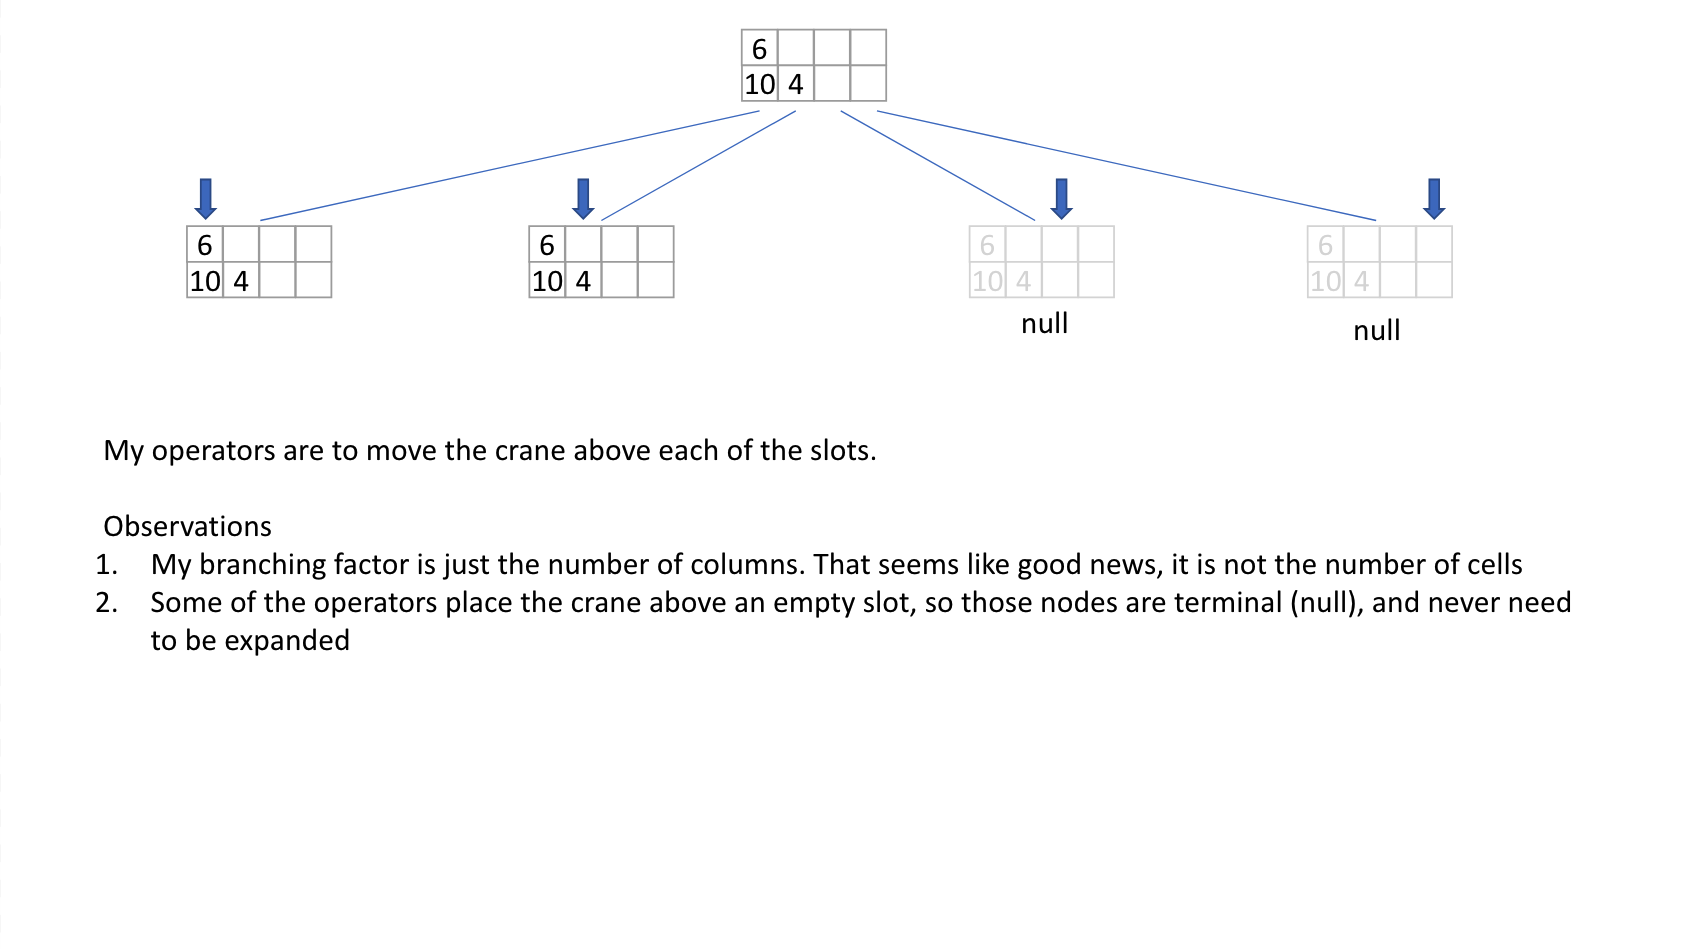 6
10 4
6 6 6 6
10 4 10 4 10 4 10 4
null null
My operators are to move the crane above each of the slots.
Observations
1. My branching factor is just the number of columns. That seems like good news, it is not the number of cells
2. Some of the operators place the crane above an empty slot, so those nodes are terminal (null), and never need
to be expanded